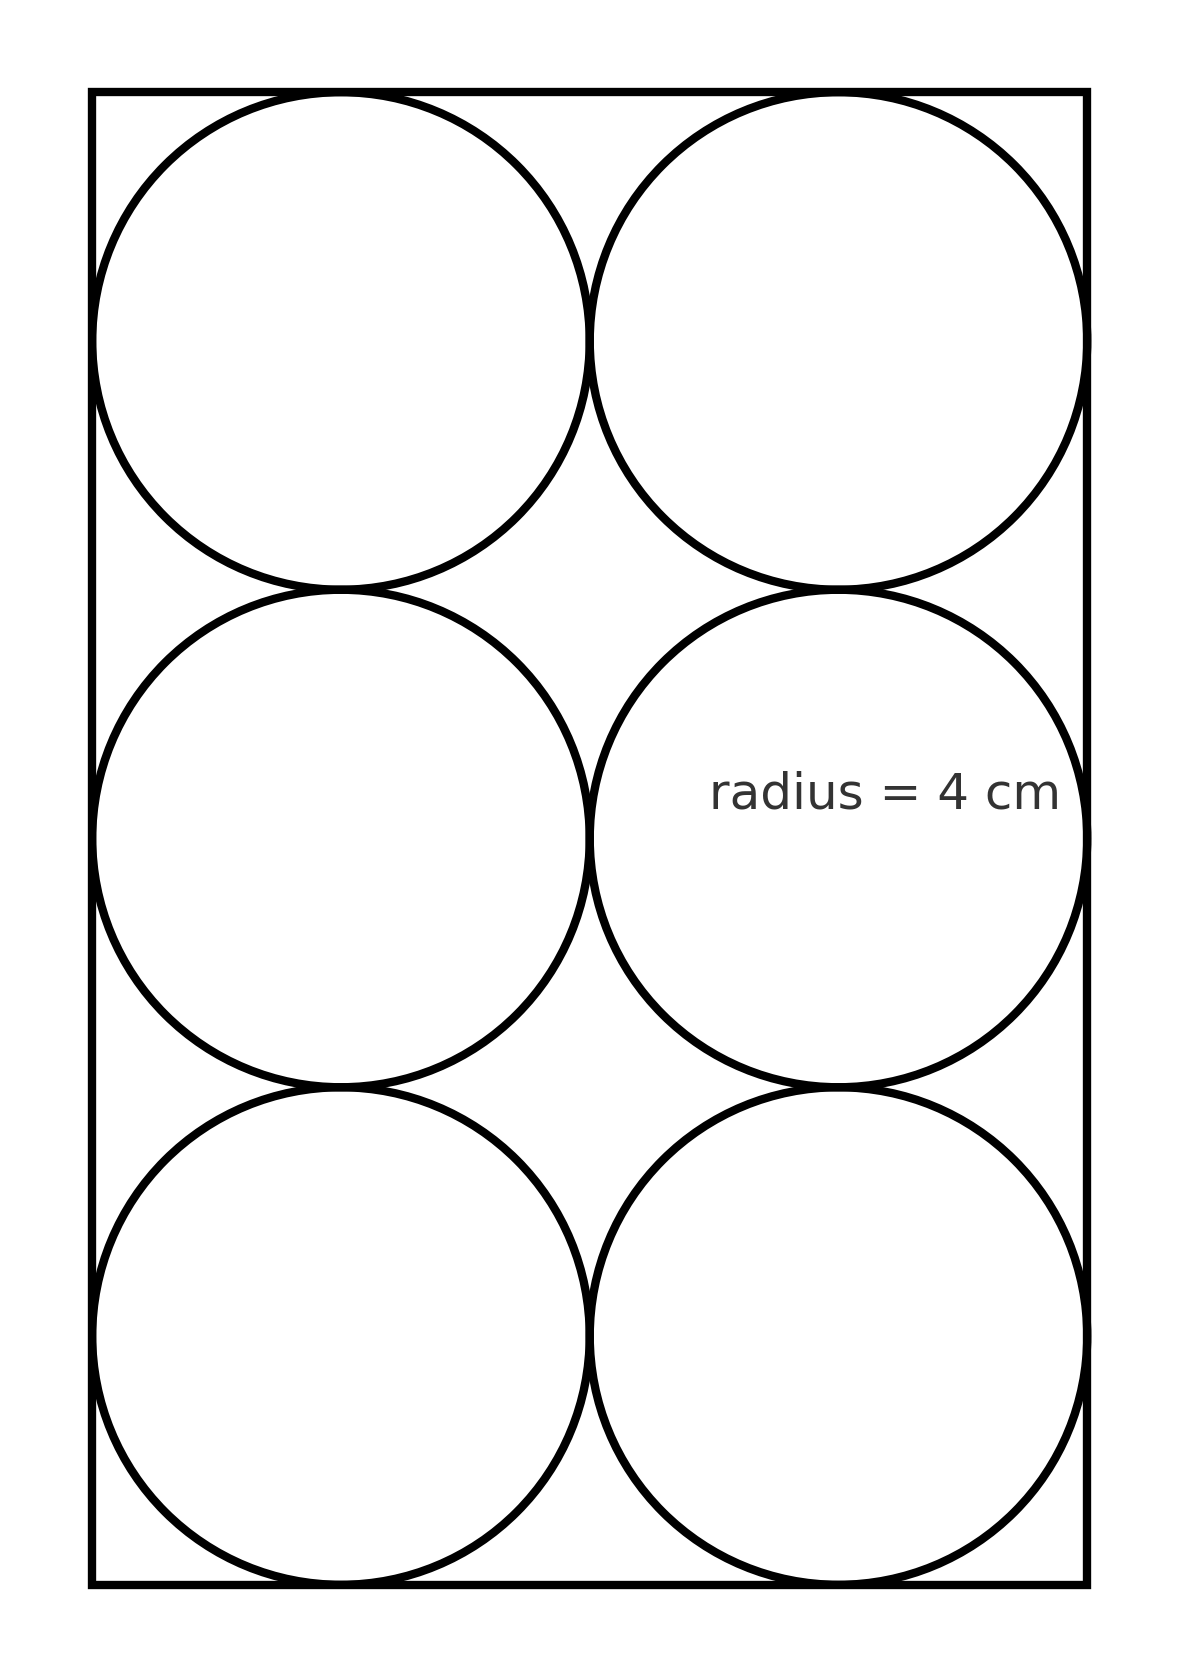 radius = 4 cm